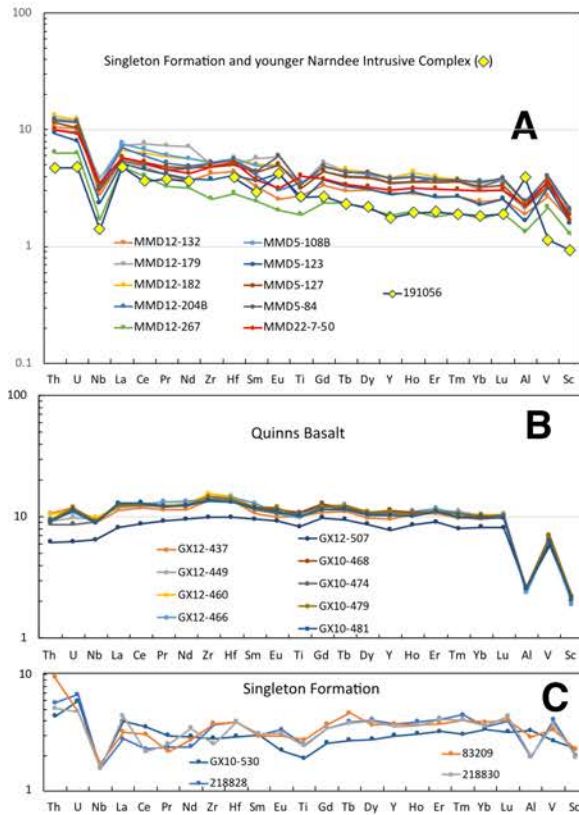 100
Singleton Formation and younger Narndee Intrusive Complex ( )
A
10
1
MMD12-132 MMD5-108B
MMD12-179 MMD5-123
MMD12-182 MMD5-127 191056
MMD12-204B MMD5-84
MMD12-267 MMD22-7-50
0.1
Th U Nb La Ce Pr Nd Zr Hf Sm Eu Ti Gd Tb Dy Y Ho Er Tm Yb Lu Al V Sc
100
Quinns Basalt
B
10
GX12-437 GX12-507
GX12-449 GX10-468
GX12-460 GX10-474
GX12-466 GX10-479
GX10-481
1
Th U Nb La Ce Pr Nd Zr Hf Sm Eu Ti Gd Tb Dy Y Ho Er Tm Yb Lu Al V Sc
Singleton Formation
C
10
GX10-530 83209
218828 218830
1
Th U Nb La Ce Pr Nd Zr Hf Sm Eu Ti Gd Tb Dy Y Ho Er Tm Yb Lu Al V Sc